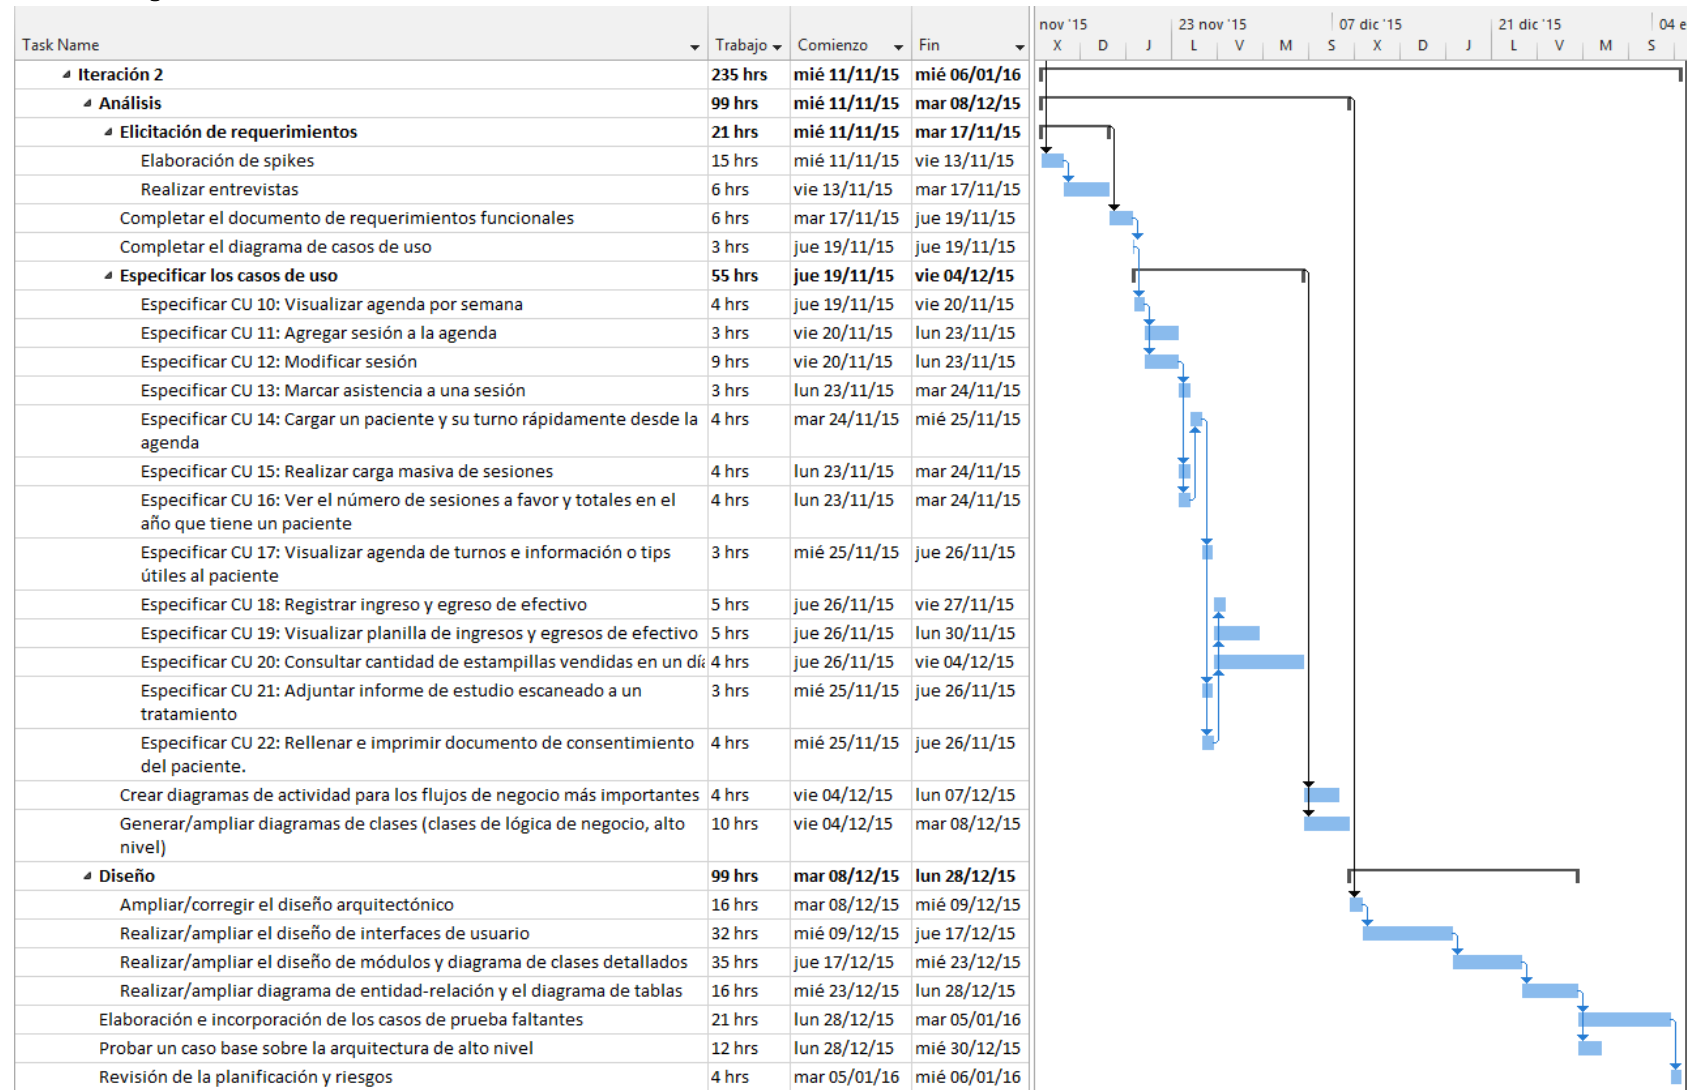 nov '15 23 nov '15 07 dic '15 21 dic '15 04 e
Task Name Trabajo Comienzo Fin X D J L V M S X D J L V M S
Iteración 2 235 hrs mié 11/11/15 mié 06/01/16
Análisis 99 hrs mié 11/11/15 mar 08/12/15
Elicitación de requerimientos 21 hrs mié 11/11/15 mar 17/11/15
Elaboración de spikes 15 hrs mié 11/11/15 vie 13/11/15
Realizar entrevistas 6 hrs vie 13/11/15 mar 17/11/15
Completar el documento de requerimientos funcionales 6 hrs mar 17/11/15 jue 19/11/15
Completar el diagrama de casos de uso 3 hrs jue 19/11/15 jue 19/11/15
Especificar los casos de uso 55 hrs jue 19/11/15 vie 04/12/15
Especificar CU 10: Visualizar agenda por semana 4 hrs jue 19/11/15 vie 20/11/15
Especificar CU 11: Agregar sesión a la agenda 3 hrs vie 20/11/15 lun 23/11/15
Especificar CU 12: Modificar sesión 9 hrs vie 20/11/15 lun 23/11/15
Especificar CU 13: Marcar asistencia a una sesión 3 hrs lun 23/11/15 mar 24/11/15
Especificar CU 14: Cargar un paciente y su turno rápidamente desde la 4 hrs mar 24/11/15 mié 25/11/15
agenda
Especificar CU 15: Realizar carga masiva de sesiones 4 hrs lun 23/11/15 mar 24/11/15
Especificar CU 16: Ver el número de sesiones a favor y totales en el 4 hrs lun 23/11/15 mar 24/11/15
año que tiene un paciente
Especificar CU 17: Visualizar agenda de turnos e información o tips 3 hrs mié 25/11/15 jue 26/11/15
útiles al paciente
Especificar CU 18: Registrar ingreso y egreso de efectivo 5 hrs jue 26/11/15 vie 27/11/15
Especificar CU 19: Visualizar planilla de ingresos y egresos de efectivo 5 hrs jue 26/11/15 lun 30/11/15
Especificar CU 20: Consultar cantidad de estampillas vendidas en un día 4 hrs jue 26/11/15 vie 04/12/15
Especificar CU 21: Adjuntar informe de estudio escaneado a un 3 hrs mié 25/11/15 jue 26/11/15
tratamiento
Especificar CU 22: Rellenar e imprimir documento de consentimiento 4 hrs mié 25/11/15 jue 26/11/15
del paciente.
Crear diagramas de actividad para los flujos de negocio más importantes 4 hrs vie 04/12/15 lun 07/12/15
Generar/ampliar diagramas de clases (clases de lógica de negocio, alto 10 hrs vie 04/12/15 mar 08/12/15
nivel)
Diseño 99 hrs mar 08/12/15 lun 28/12/15
Ampliar/corregir el diseño arquitectónico 16 hrs mar 08/12/15 mié 09/12/15
Realizar/ampliar el diseño de interfaces de usuario 32 hrs mié 09/12/15 jue 17/12/15
Realizar/ampliar el diseño de módulos y diagrama de clases detallados 35 hrs jue 17/12/15 mié 23/12/15
Realizar/ampliar diagrama de entidad-relación y el diagrama de tablas 16 hrs mié 23/12/15 lun 28/12/15
Elaboración e incorporación de los casos de prueba faltantes 21 hrs lun 28/12/15 mar 05/01/16
Probar un caso base sobre la arquitectura de alto nivel 12 hrs lun 28/12/15 mié 30/12/15
Revisión de la planificación y riesgos 4 hrs mar 05/01/16 mié 06/01/16